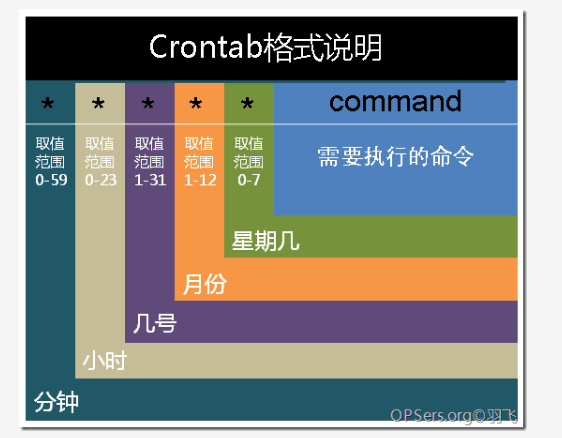 Crontab格式说明
* * * * * command
取值范围0-59
取值范围0-23
取值范围1-31
取值范围1-12
取值范围0-7
需要执行的命令
星期几
月份
几号
小时
分钟
OPSers.org©羽飞